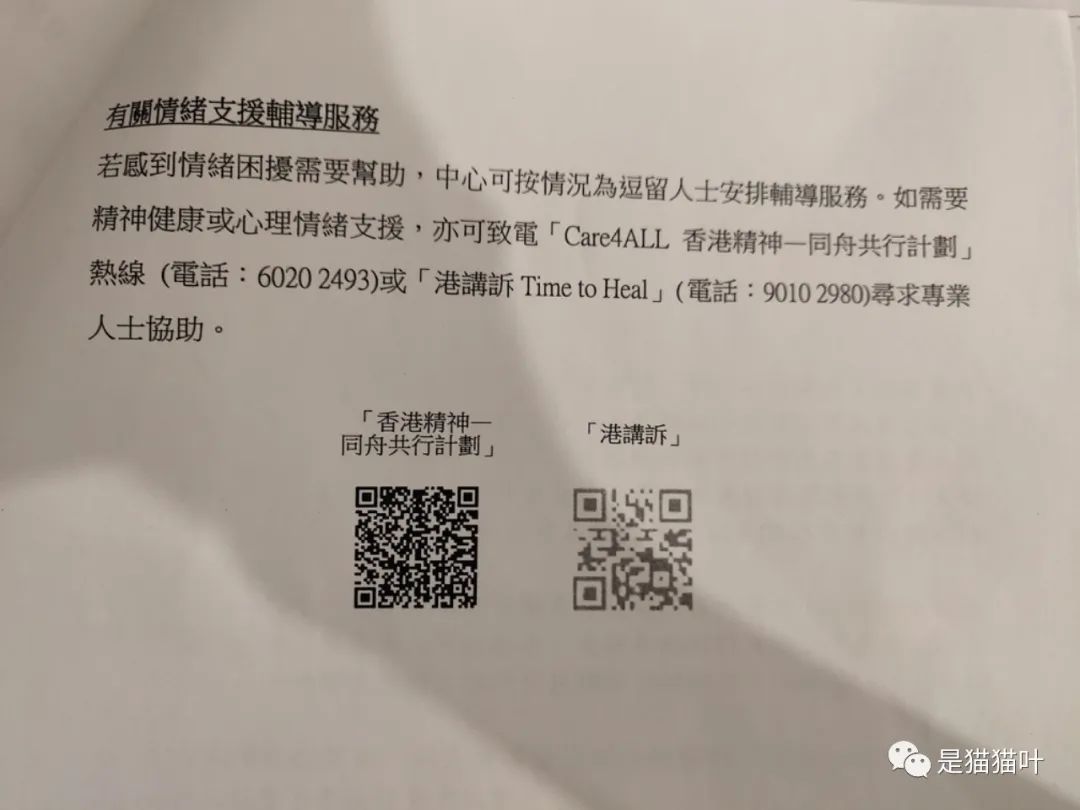 有關情緒支援輔導服務
若感到情緒困擾需要幫助，中心可按情況為逗留人士安排輔導服務。如需要
精神健康或心理情緒支援，亦可致電「Care4ALL 香港精神—同舟共行計劃」
熱線 (電話：6020 2493)或「港講訴 Time to Heal」(電話：9010 2980)尋求專業
人士協助。
「香港精神—
同舟共行計劃」
「港講訴」
是猫猫叶